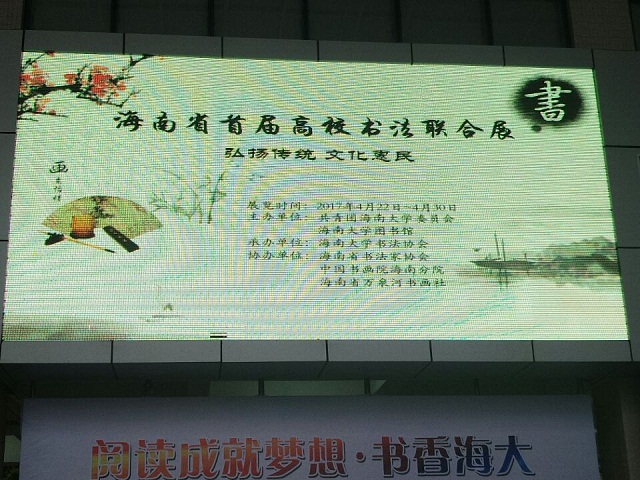 書
海南省首届高校书法联合展
弘扬传统 文化惠民
画
展览时间：2017年4月22日~4月30日
主办单位：共青团海南大学委员会
海南大学图书馆
承办单位：海南大学书法协会
协办单位：海南省书法家协会
中国书画院海南分院
海南省万泉河书画社
阅读成就梦想·书香海大